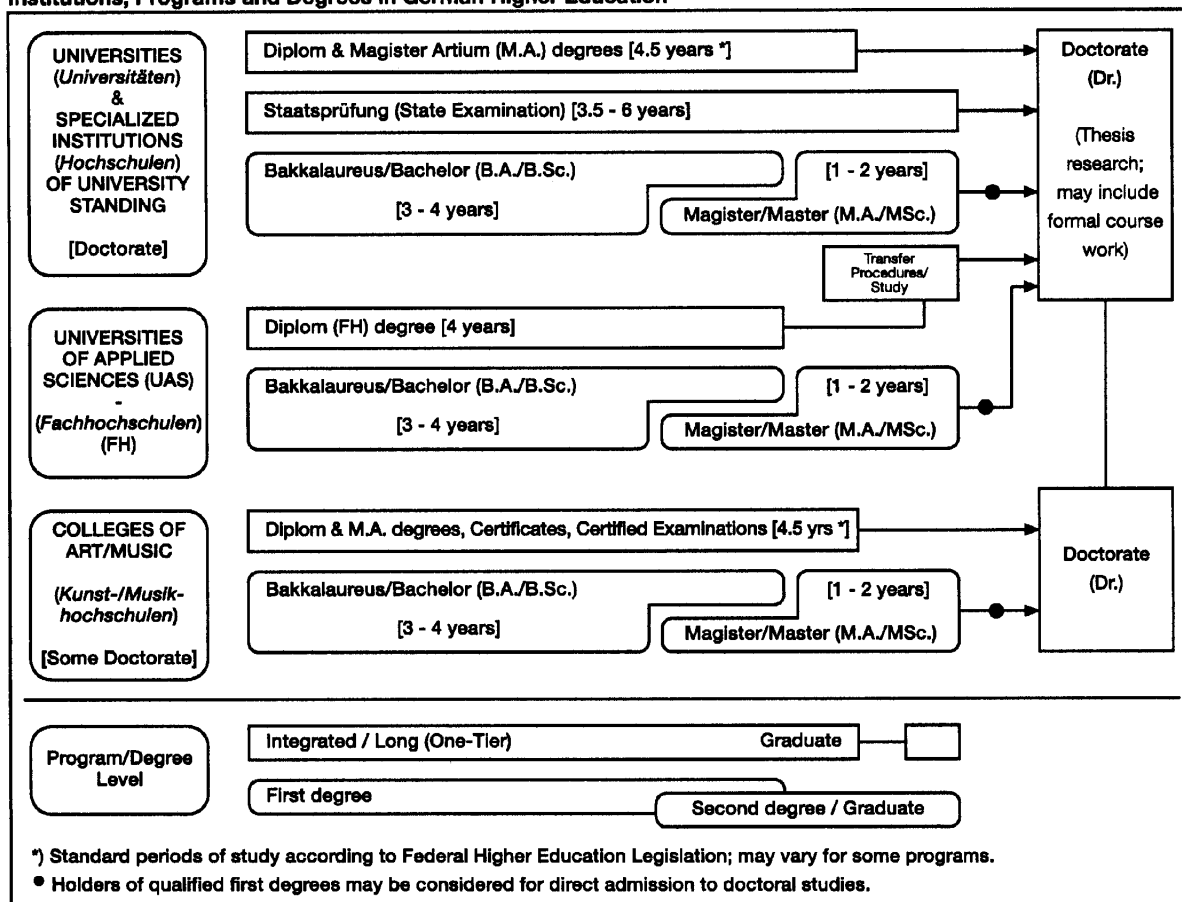 Institutions, Programs and Degrees in German Higher Education
UNIVERSITIES
(Universitäten)
&
SPECIALIZED
INSTITUTIONS
(Hochschulen)
OF UNIVERSITY
STANDING
[Doctorate]
Diplom & Magister Artium (M.A.) degrees [4.5 years *]
Staatsprüfung (State Examination) [3.5 - 6 years]
Bakkalaureus/Bachelor (B.A./B.Sc.)
[3 - 4 years]
[1 - 2 years]
Magister/Master (M.A./MSc.)
Transfer
Procedures/
Study
Doctorate
(Dr.)
(Thesis
research;
may include
formal course
work)
UNIVERSITIES
OF APPLIED
SCIENCES (UAS)
-
(Fachhochschulen)
(FH)
Diplom (FH) degree [4 years]
Bakkalaureus/Bachelor (B.A./B.Sc.)
[3 - 4 years]
[1 - 2 years]
Magister/Master (M.A./MSc.)
COLLEGES OF
ART/MUSIC
(Kunst-/Musik-
hochschulen)
[Some Doctorate]
Diplom & M.A. degrees, Certificates, Certified Examinations [4.5 yrs *]
Bakkalaureus/Bachelor (B.A./B.Sc.)
[3 - 4 years]
[1 - 2 years]
Magister/Master (M.A./MSc.)
Doctorate
(Dr.)
Program/Degree
Level
Integrated / Long (One-Tier) Graduate
First degree
Second degree / Graduate
*) Standard periods of study according to Federal Higher Education Legislation; may vary for some programs.
● Holders of qualified first degrees may be considered for direct admission to doctoral studies.